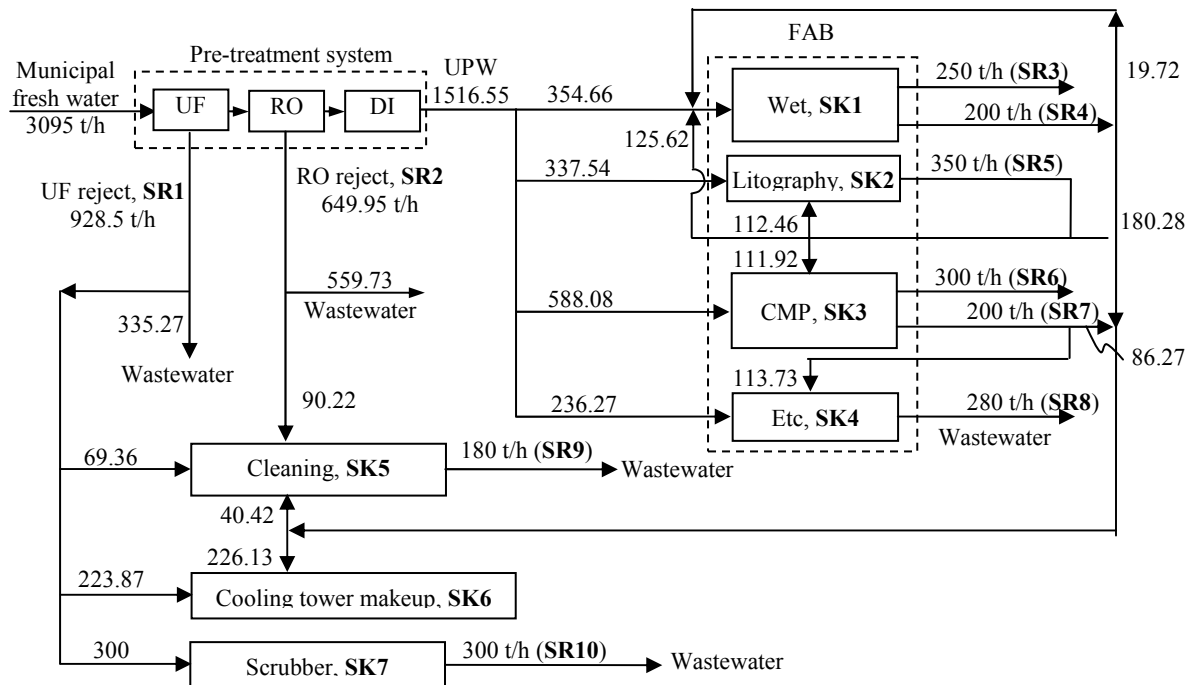 Pre-treatment system
FAB
Municipal
fresh water
3095 t/h
UF
RO
DI
UPW
1516.55
354.66
Wet, SK1
250 t/h (SR3)
200 t/h (SR4)
19.72
125.62
UF reject, SR1
928.5 t/h
RO reject, SR2
649.95 t/h
337.54
Litography, SK2
350 t/h (SR5)
112.46
111.92
180.28
559.73
Wastewater
335.27
Wastewater
588.08
CMP, SK3
300 t/h (SR6)
200 t/h (SR7)
86.27
90.22
113.73
236.27
Etc, SK4
280 t/h (SR8)
Wastewater
69.36
Cleaning, SK5
180 t/h (SR9)
Wastewater
40.42
226.13
223.87
Cooling tower makeup, SK6
300
Scrubber, SK7
300 t/h (SR10)
Wastewater